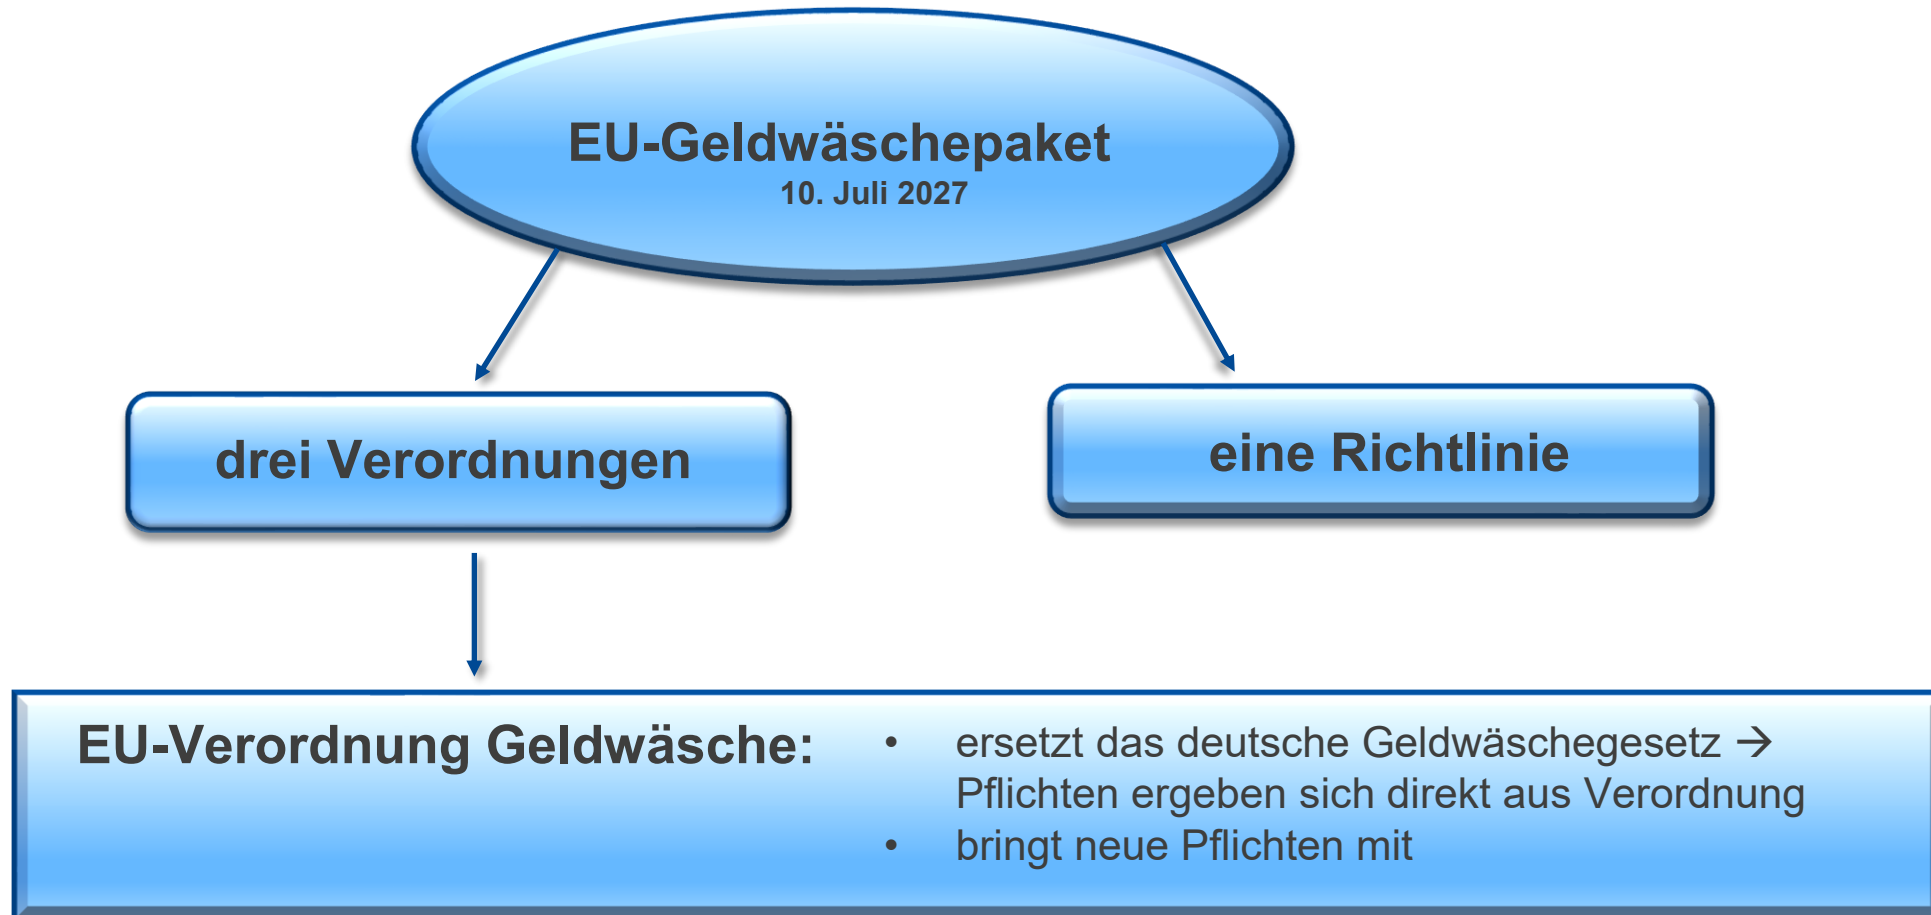 EU-Geldwäschepaket
10. Juli 2027
drei Verordnungen
eine Richtlinie
EU-Verordnung Geldwäsche:
• ersetzt das deutsche Geldwäschegesetz →
Pflichten ergeben sich direkt aus Verordnung
• bringt neue Pflichten mit